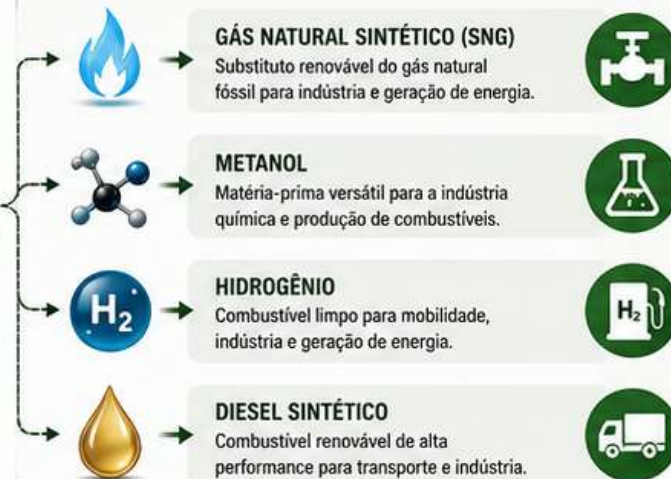 GÁS NATURAL SINTÉTICO (SNG)
Substituto renovável do gás natural
fóssil para indústria e geração de energia.
METANOL
Matéria-prima versátil para a indústria
química e produção de combustíveis.
H₂
HIDROGÊNIO
Combustível limpo para mobilidade,
indústria e geração de energia.
H₂
DIESEL SINTÉTICO
Combustível renovável de alta
performance para transporte e indústria.